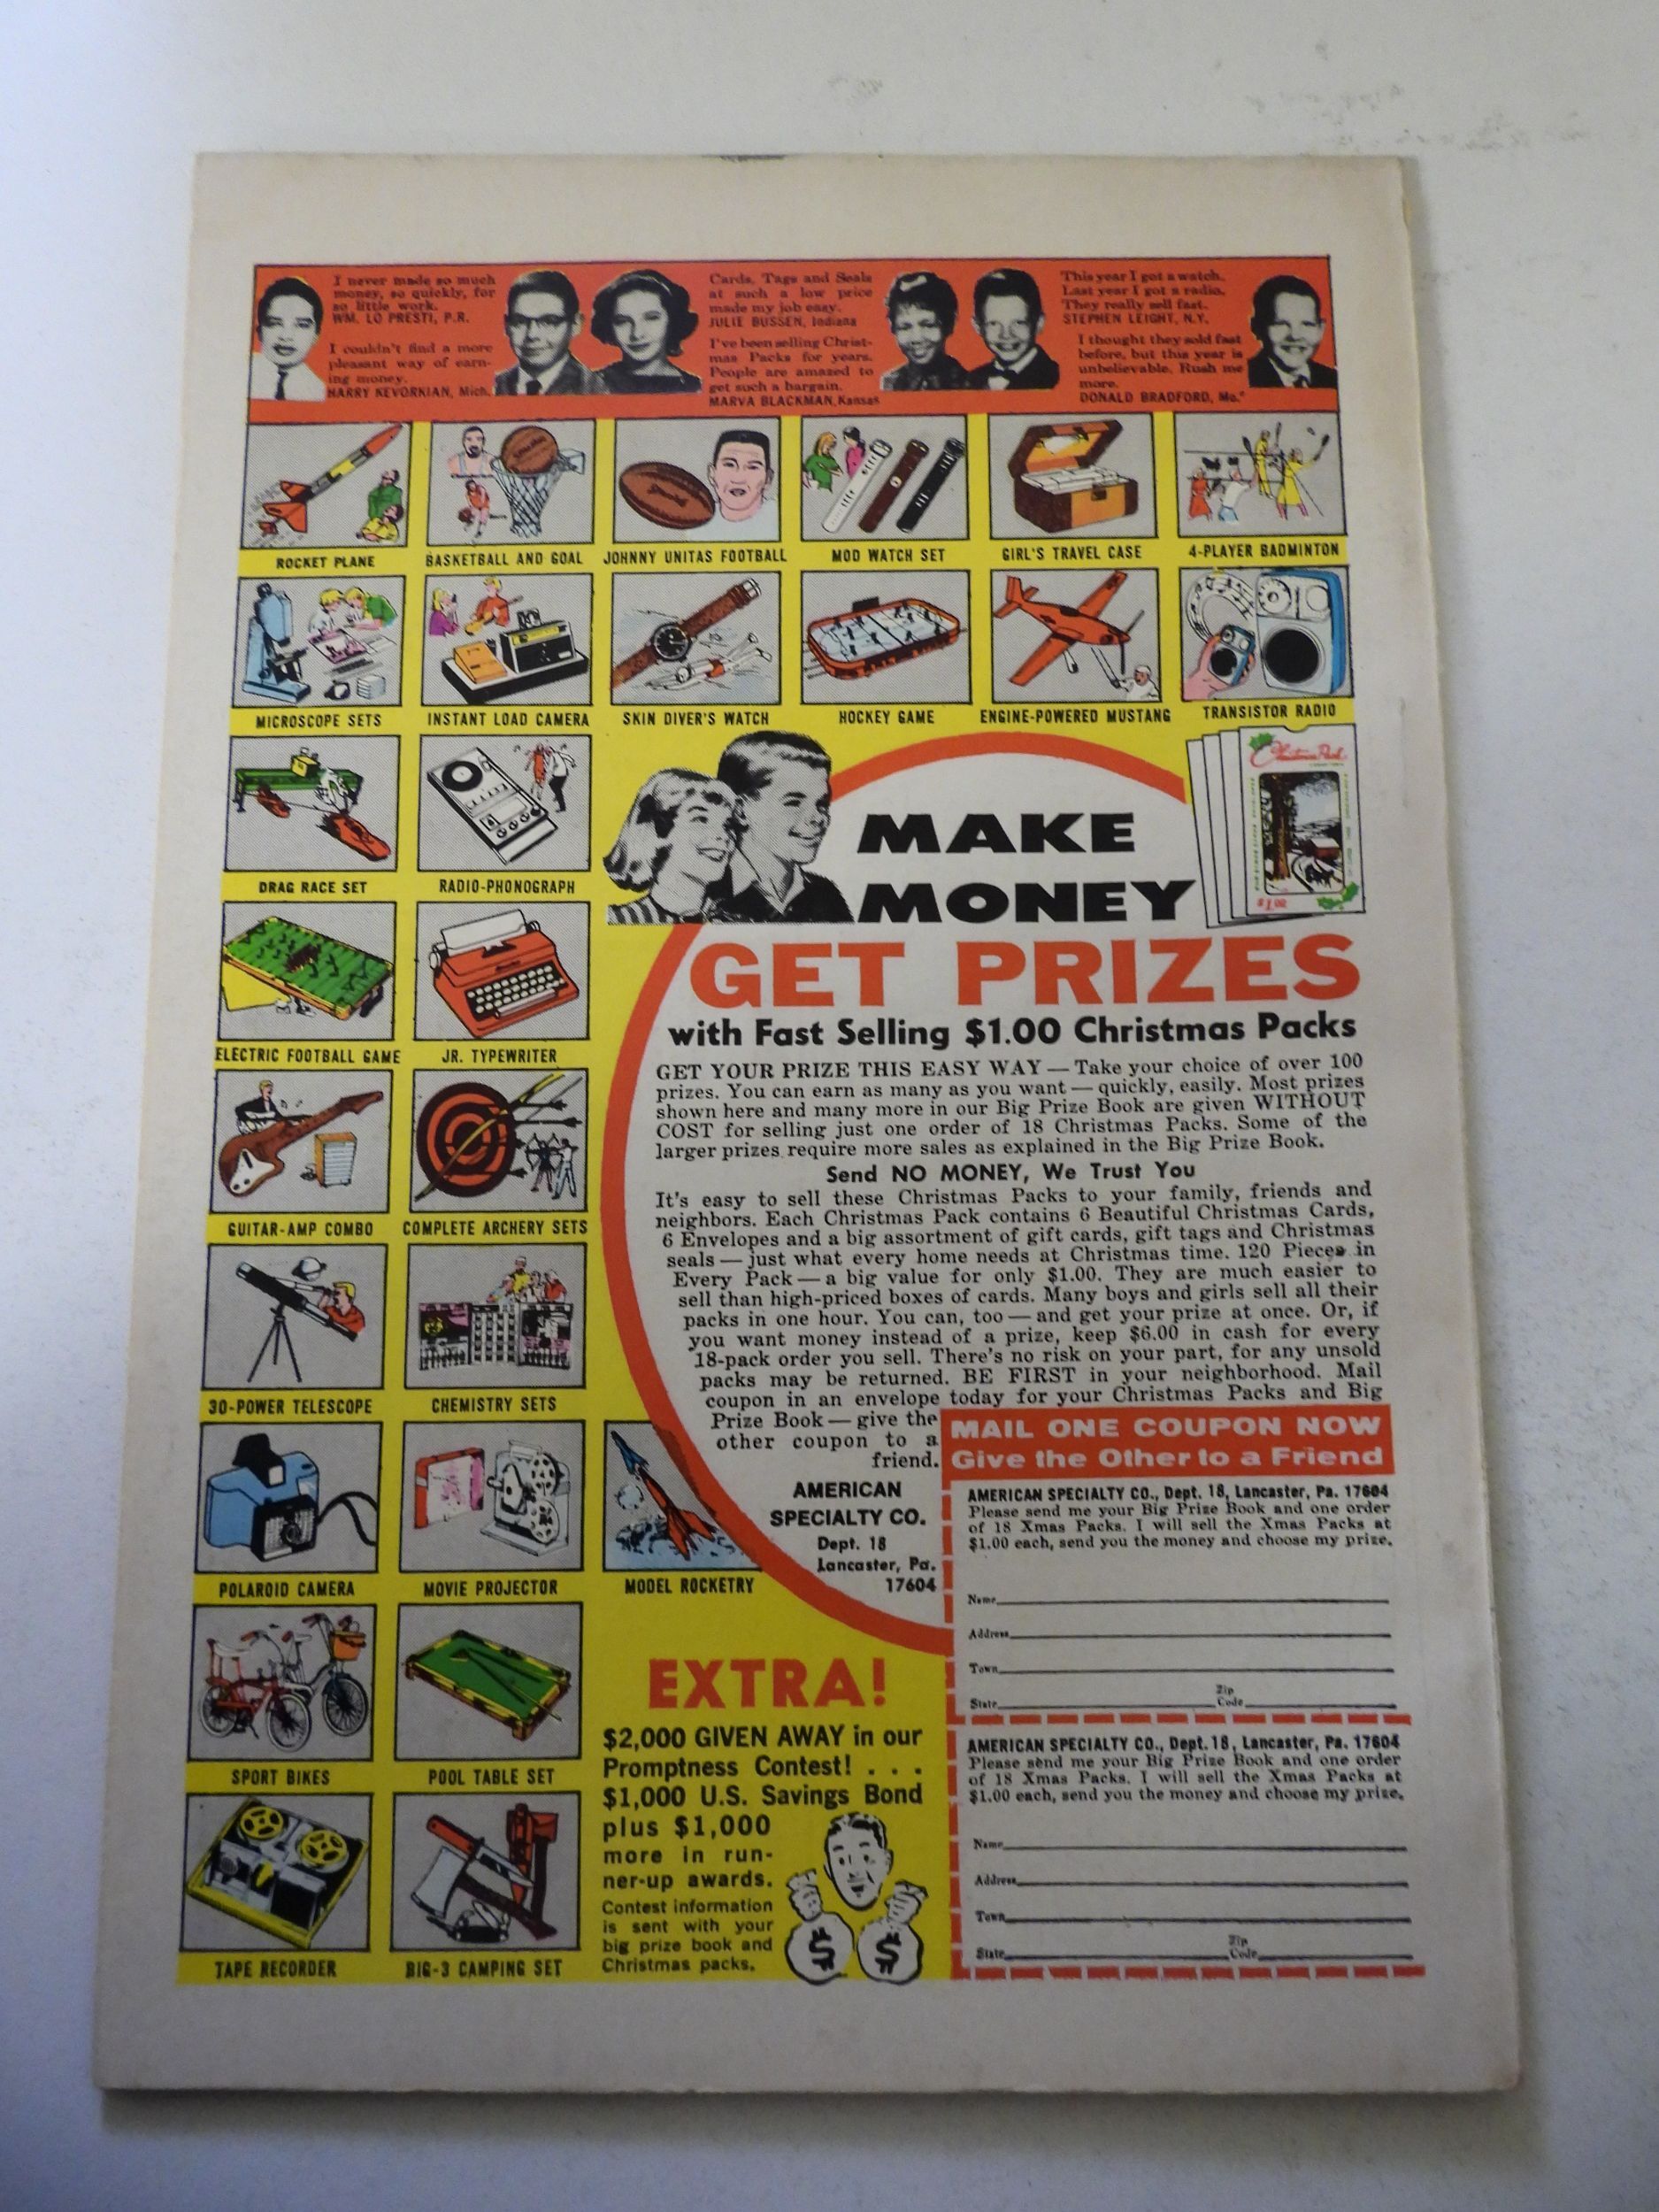 I never made so much
money, so quickly, for
so little work.
WM. LO PRESTI, P.R.
I couldn't find a more
pleasant way of earn-
ing money.
HARRY KEVORKIAN, Mich.
Cards, Tags and Seals
at such a low price
made my job easy.
JULIE BUSSEN, Indiana
I've been selling Christ-
mas Packs for years.
People are amazed to
get such a bargain.
MARVA BLACKMAN, Kansas
This year I got a watch.
Last year I got a radio.
They really sell fast.
STEPHEN LEIGHT, N.Y.
I thought they sold fast
before, but this year is
unbelievable. Rush me
more.
DONALD BRADFORD, Mo."
ROCKET PLANE
BASKETBALL AND GOAL
JOHNNY UNITAS FOOTBALL
MOD WATCH SET
GIRL'S TRAVEL CASE
4-PLAYER BADMINTON
MICROSCOPE SETS
INSTANT LOAD CAMERA
SKIN DIVER'S WATCH
HOCKEY GAME
ENGINE-POWERED MUSTANG
TRANSISTOR RADIO
DRAG RACE SET
RADIO-PHONOGRAPH
ELECTRIC FOOTBALL GAME
JR. TYPEWRITER
GUITAR-AMP COMBO
COMPLETE ARCHERY SETS
30-POWER TELESCOPE
CHEMISTRY SETS
POLAROID CAMERA
MOVIE PROJECTOR
MODEL ROCKETRY
SPORT BIKES
POOL TABLE SET
TAPE RECORDER
BIG-3 CAMPING SET
Christmas Pack
$1.00
MAKE
MONEY
GET PRIZES
with Fast Selling $1.00 Christmas Packs
GET YOUR PRIZE THIS EASY WAY — Take your choice of over 100
prizes. You can earn as many as you want — quickly, easily. Most prizes
shown here and many more in our Big Prize Book are given WITHOUT
COST for selling just one order of 18 Christmas Packs. Some of the
larger prizes require more sales as explained in the Big Prize Book.
Send NO MONEY, We Trust You
It's easy to sell these Christmas Packs to your family, friends and
neighbors. Each Christmas Pack contains 6 Beautiful Christmas Cards,
6 Envelopes and a big assortment of gift cards, gift tags and Christmas
seals — just what every home needs at Christmas time. 120 Pieces in
Every Pack — a big value for only $1.00. They are much easier to
sell than high-priced boxes of cards. Many boys and girls sell all their
packs in one hour. You can, too — and get your prize at once. Or, if
you want money instead of a prize, keep $6.00 in cash for every
18-pack order you sell. There's no risk on your part, for any unsold
packs may be returned. BE FIRST in your neighborhood. Mail
coupon in an envelope today for your Christmas Packs and Big
Prize Book — give the
other coupon to a
friend.
AMERICAN
SPECIALTY CO.
Dept. 18
Lancaster, Pa.
17604
MAIL ONE COUPON NOW
Give the Other to a Friend
AMERICAN SPECIALTY CO., Dept. 18, Lancaster, Pa. 17604
Please send me your Big Prize Book and one order
of 18 Xmas Packs. I will sell the Xmas Packs at
$1.00 each, send you the money and choose my prize.
Name
Address
Town
State Zip Code
AMERICAN SPECIALTY CO., Dept. 18, Lancaster, Pa. 17604
Please send me your Big Prize Book and one order
of 18 Xmas Packs. I will sell the Xmas Packs at
$1.00 each, send you the money and choose my prize.
Name
Address
Town
State Zip Code
EXTRA!
$2,000 GIVEN AWAY in our
Promptness Contest! . . .
$1,000 U.S. Savings Bond
plus $1,000
more in run-
ner-up awards.
Contest information
is sent with your
big prize book and
Christmas packs.
$ $